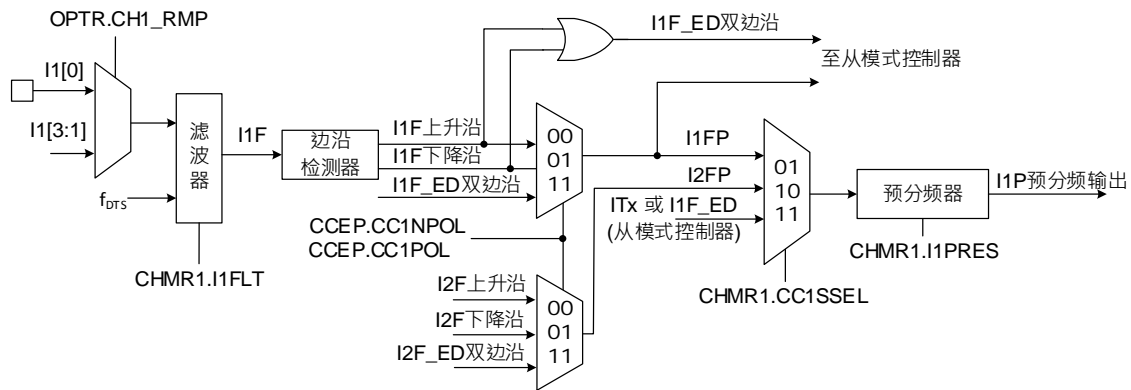 OPTR.CH1_RMP
I1[0]
I1[3:1]
滤波器
f_DTS
CHMR1.I1FLT
I1F
边沿
检测器
I1F上升沿
I1F下降沿
I1F_ED双边沿
00
01
11
I1F_ED双边沿
至从模式控制器
CCEP.CC1NPOL
CCEP.CC1POL
I2F上升沿
I2F下降沿
I2F_ED双边沿
00
01
11
I1FP
I2FP
ITx 或 I1F_ED
(从模式控制器)
01
10
11
CHMR1.CC1SSEL
预分频器
CHMR1.I1PRES
I1P预分频输出